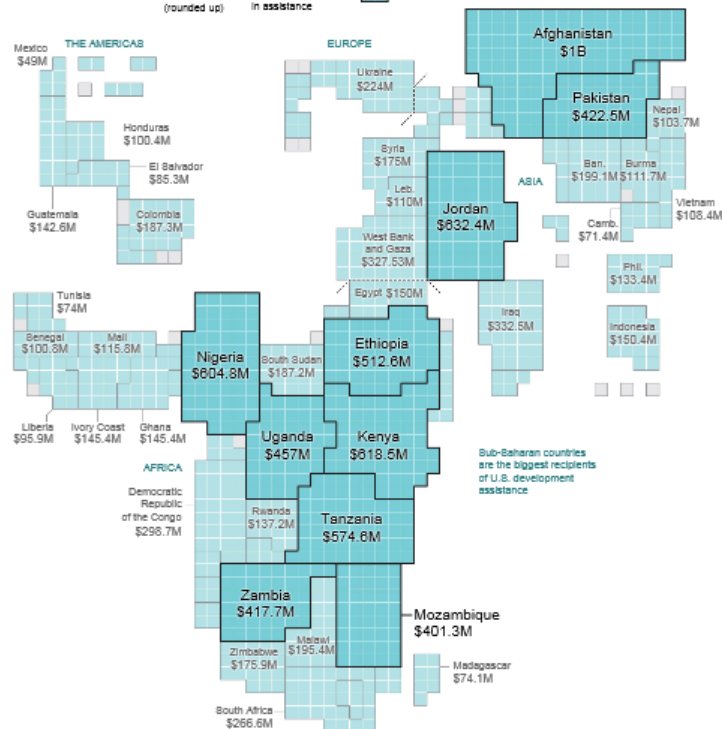 (rounded up)
in assistance
THE AMERICAS
Mexico
$49M
Honduras
$100.4M
El Salvador
$85.3M
Guatemala
$142.6M
Colombia
$187.3M
EUROPE
Ukraine
$224M
Afghanistan
$1B
Pakistan
$422.5M
Nepal
$103.7M
Syria
$175M
Leb.
$110M
Jordan
$632.4M
ASIA
Ban.
$199.1M
Burma
$111.7M
Vietnam
$108.4M
Camb.
$71.4M
West Bank
and Gaza
$327.53M
Phil.
$133.4M
Egypt $150M
Iraq
$332.5M
Indonesia
$150.4M
Tunisia
$74M
Senegal
$100.8M
Mali
$115.8M
Nigeria
$604.8M
South Sudan
$187.2M
Ethiopia
$512.6M
Liberia
$95.9M
Ivory Coast
$145.4M
Ghana
$145.4M
Uganda
$457M
Kenya
$618.5M
AFRICA
Sub-Saharan countries
are the biggest recipients
of U.S. development
assistance
Democratic
Republic
of the Congo
$298.7M
Rwanda
$137.2M
Tanzania
$574.6M
Zambia
$417.7M
Mozambique
$401.3M
Malawi
$195.4M
Zimbabwe
$175.9M
Madagascar
$74.1M
South Africa
$266.6M